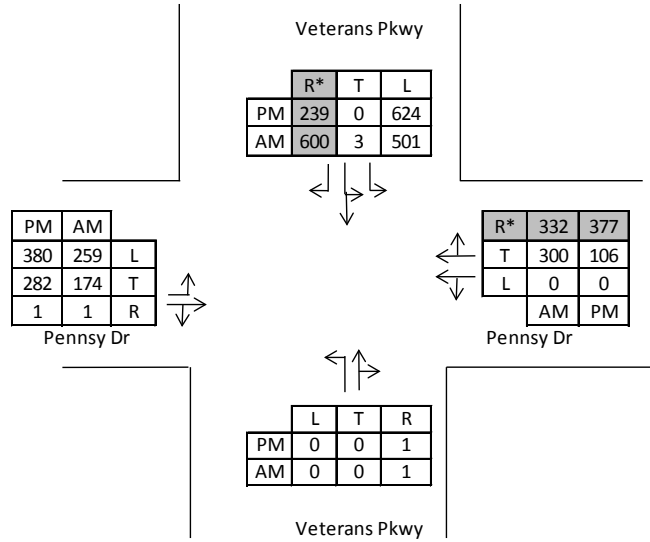 Veterans Pkwy
R* T L
PM 239 0 624
AM 600 3 501
PM AM
380 259 L
282 174 T
1 1 R
Pennsy Dr
R* 332 377
T 300 106
L 0 0
AM PM
Pennsy Dr
L T R
PM 0 0 1
AM 0 0 1
Veterans Pkwy